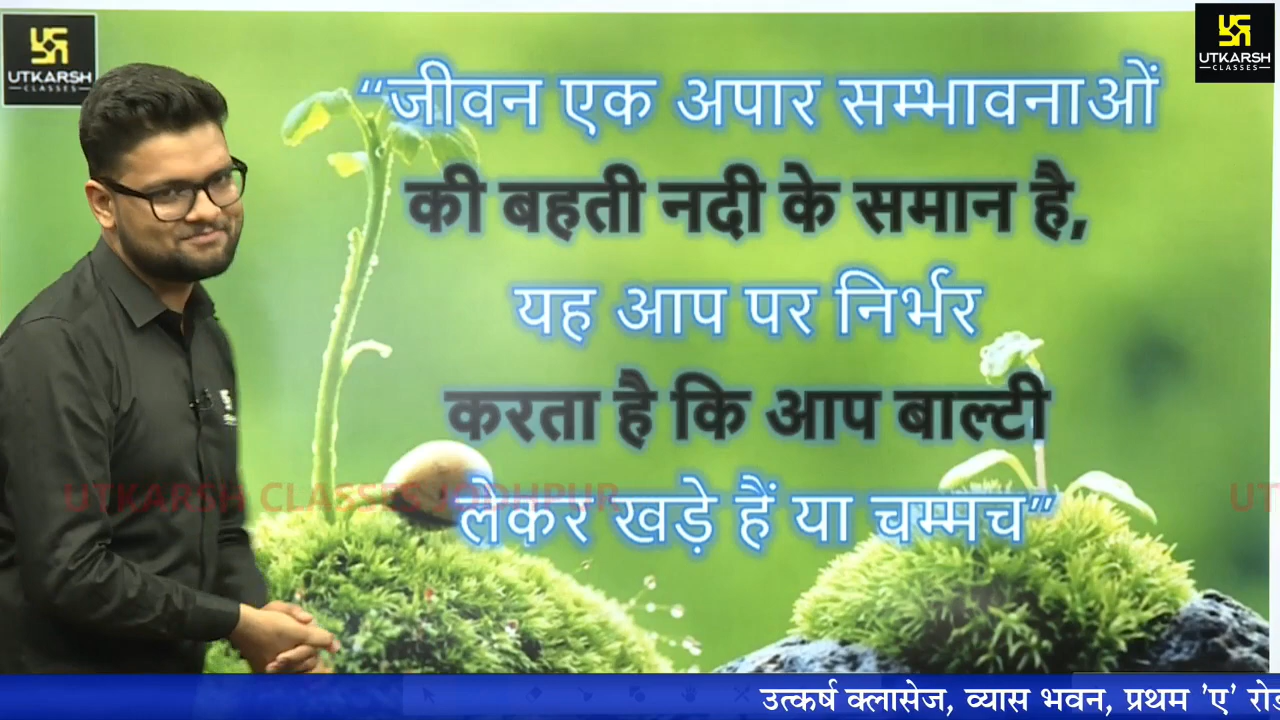 UTKARSH
CLASSES
UTKARSH
CLASSES
“जीवन एक अपार सम्भावनाओं
की बहती नदी के समान है,
यह आप पर निर्भर
करता है कि आप बाल्टी
लेकर खड़े हैं या चम्मच”
UTKARSH CLASSES JODHPUR
UT
उत्कर्ष क्लासेज, व्यास भवन, प्रथम 'ए' रोड